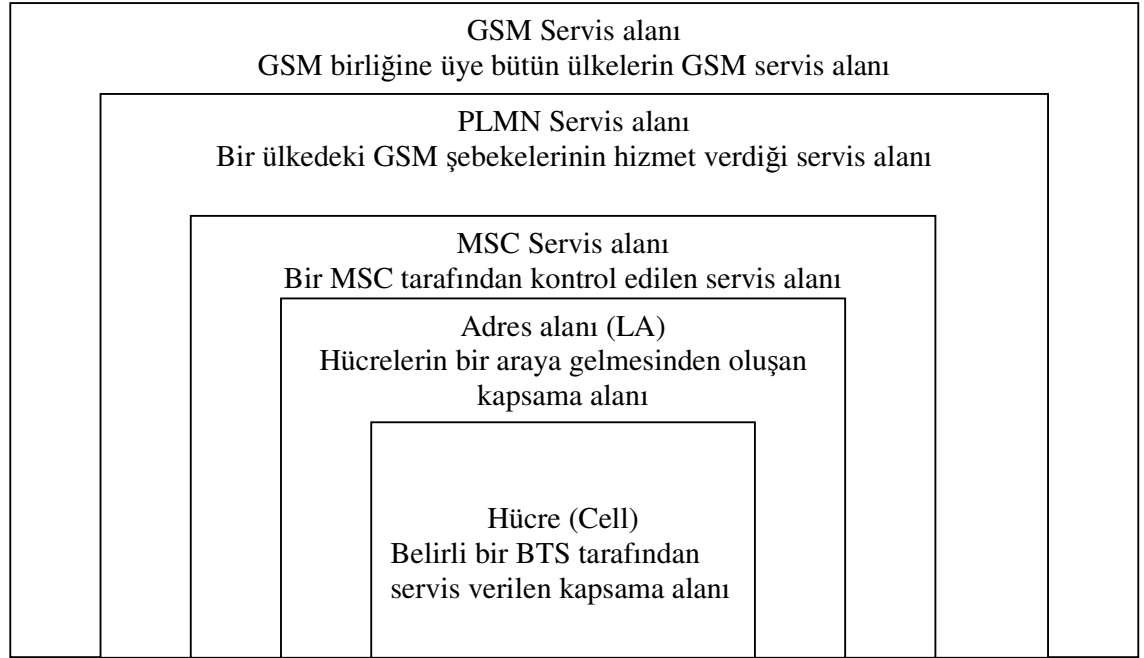 GSM Servis alanı
GSM birliğine üye bütün ülkelerin GSM servis alanı
PLMN Servis alanı
Bir ülkedeki GSM şebekelerinin hizmet verdiği servis alanı
MSC Servis alanı
Bir MSC tarafından kontrol edilen servis alanı
Adres alanı (LA)
Hücrelerin bir araya gelmesinden oluşan
kapsama alanı
Hücre (Cell)
Belirli bir BTS tarafından
servis verilen kapsama alanı